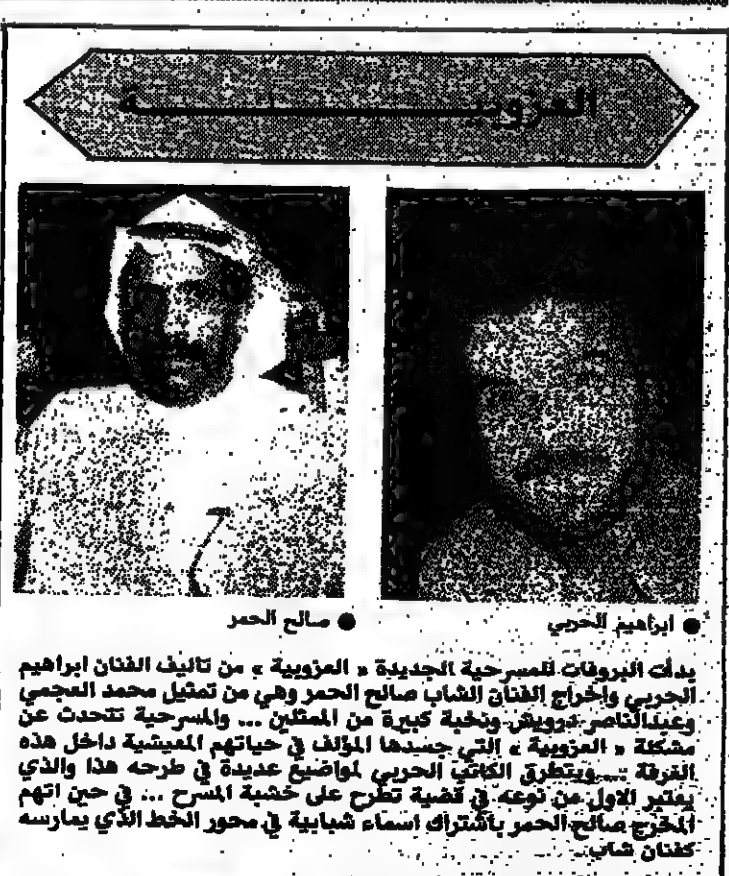 العزوبيــــــــــة
● ابراهيم الحربي
● صالح الحمر
بدأت البروفات للمسرحية الجديدة « العزوبية » من تاليف الفنان ابراهيم
الحربي واخراج الفنان الشاب صالح الحمر وهي من تمثيل محمد العجمي
وعبدالناصر درويش ونخبة كبيرة من الممثلين ... والمسرحية تتحدث عن
مشكلة « العزوبية » التي جسدها المؤلف في حياتهم المعيشية داخل هذه
الفرقة ... ويتطرق الكاتب الحربي لمواضيع عديدة في طرحه هذا والذي
يعتبر الاول من نوعه في قضية تطرح على خشبة المسرح ... في حين اتهم
المخرج صالح الحمر باشتراك اسماء شبابية في محور الخط الذي يمارسه
كفنان شاب ..